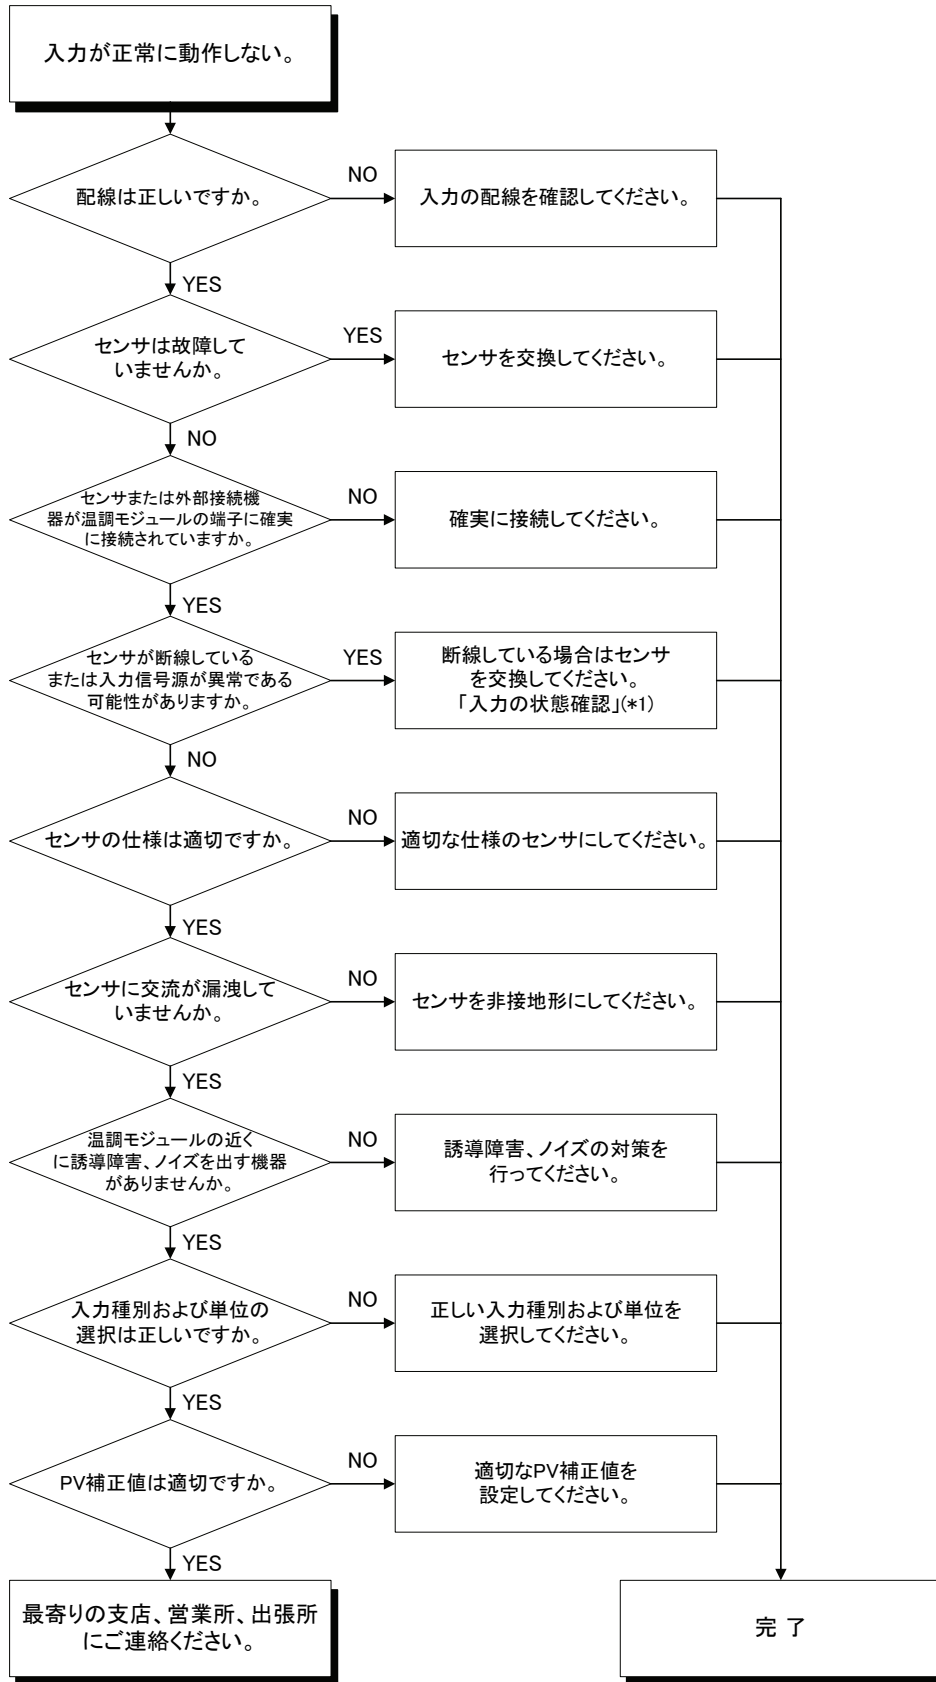 入力が正常に動作しない。
配線は正しいですか。
NO
入力の配線を確認してください。
YES
センサは故障して
いませんか。
YES
センサを交換してください。
NO
センサまたは外部接続機
器が温調モジュールの端子に確実
に接続されていますか。
NO
確実に接続してください。
YES
センサが断線している
または入力信号源が異常である
可能性がありますか。
YES
断線している場合はセンサ
を交換してください。
「入力の状態確認」(*1)
NO
センサの仕様は適切ですか。
NO
適切な仕様のセンサにしてください。
YES
センサに交流が漏洩して
いませんか。
NO
センサを非接地形にしてください。
YES
温調モジュールの近く
に誘導障害、ノイズを出す機器
がありませんか。
NO
誘導障害、ノイズの対策を
行ってください。
YES
入力種別および単位の
選択は正しいですか。
NO
正しい入力種別および単位を
選択してください。
YES
PV補正値は適切ですか。
NO
適切なPV補正値を
設定してください。
YES
最寄りの支店、営業所、出張所
にご連絡ください。
完 了